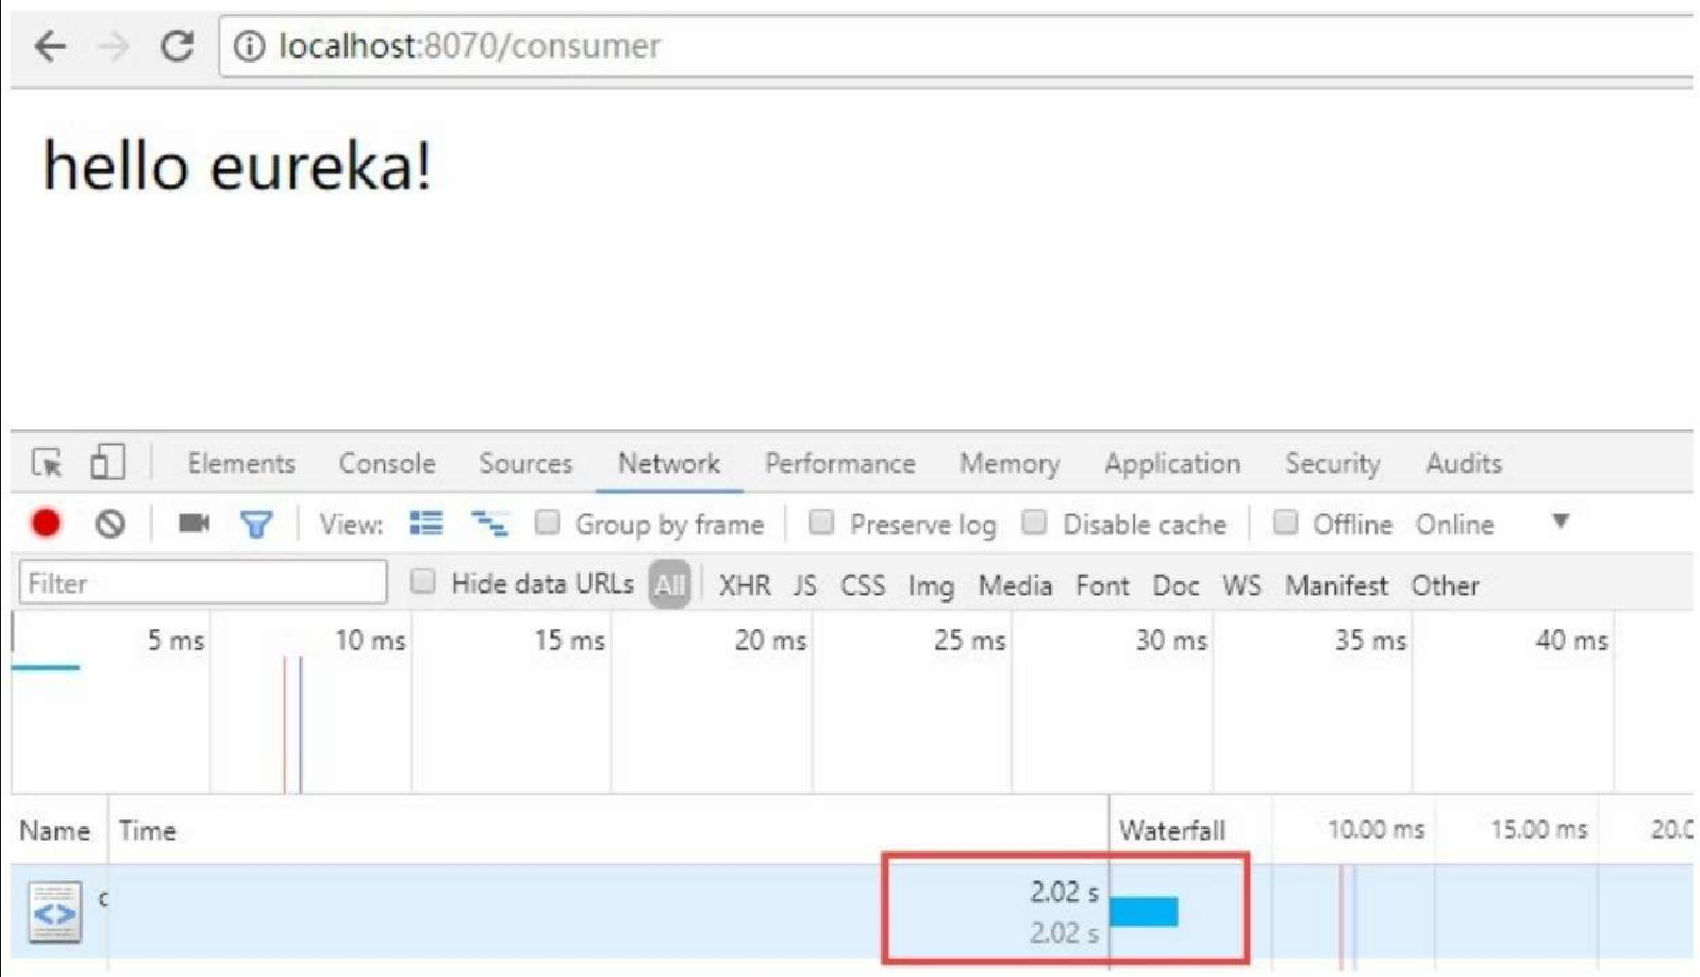 localhost:8070/consumer
hello eureka!
Elements Console Sources Network Performance Memory Application Security Audits
View: Group by frame Preserve log Disable cache Offline Online
Filter Hide data URLs All XHR JS CSS Img Media Font Doc WS Manifest Other
5 ms 10 ms 15 ms 20 ms 25 ms 30 ms 35 ms 40 ms
Name Time Waterfall 10.00 ms 15.00 ms
2.02 s
2.02 s